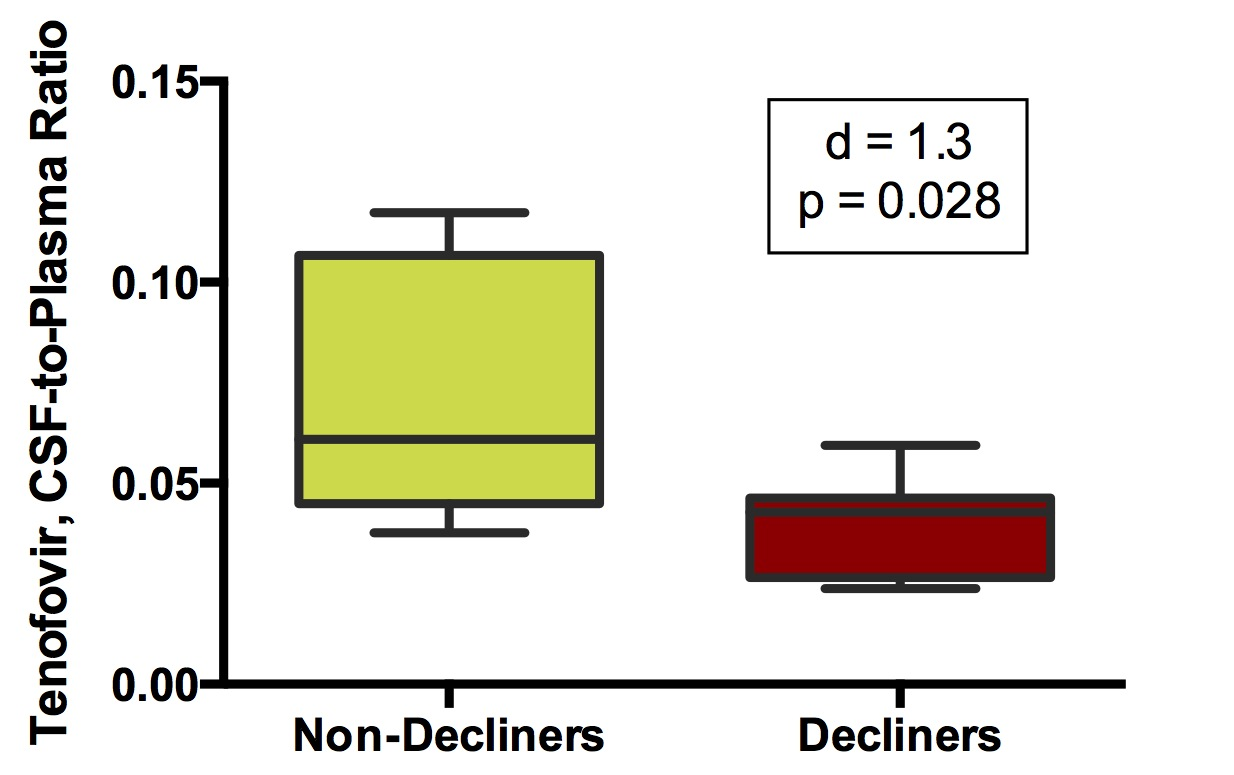 Tenofovir, CSF-to-Plasma Ratio
0.15
0.10
0.05
0.00
d = 1.3
p = 0.028
Non-Decliners
Decliners